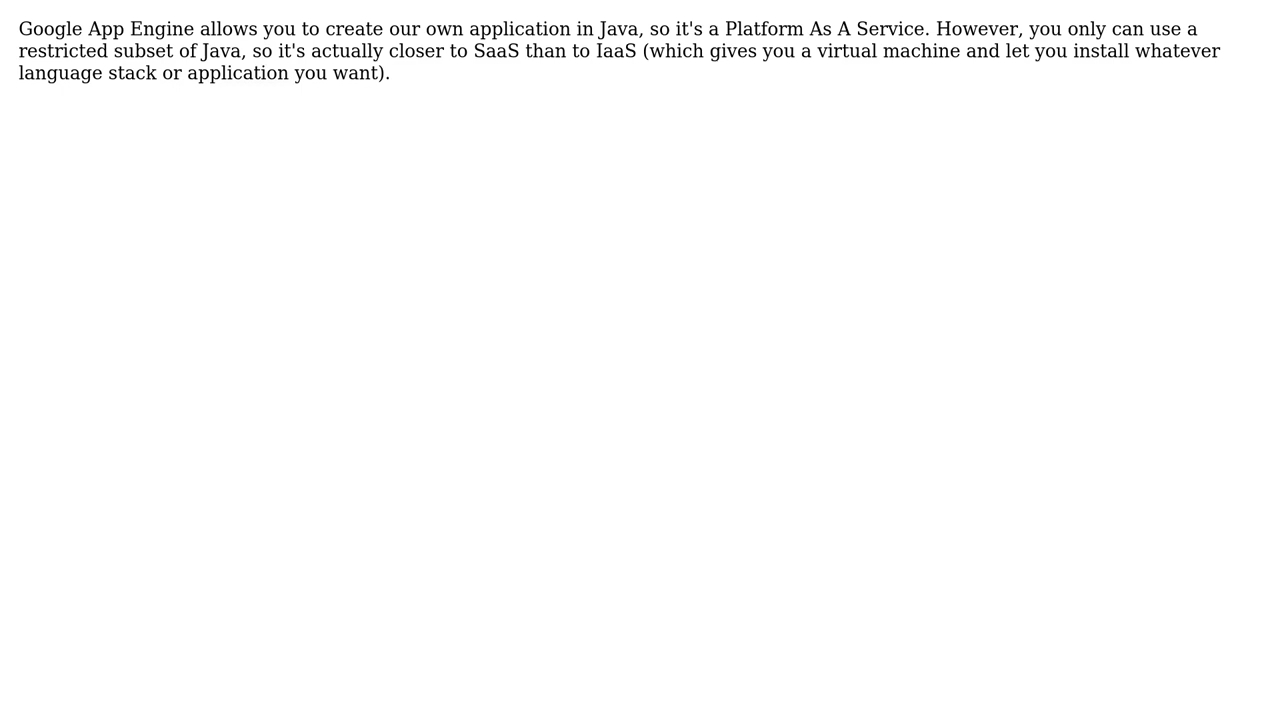 Google App Engine allows you to create our own application in Java, so it's a Platform As A Service. However, you only can use a
restricted subset of Java, so it's actually closer to SaaS than to IaaS (which gives you a virtual machine and let you install whatever
language stack or application you want).